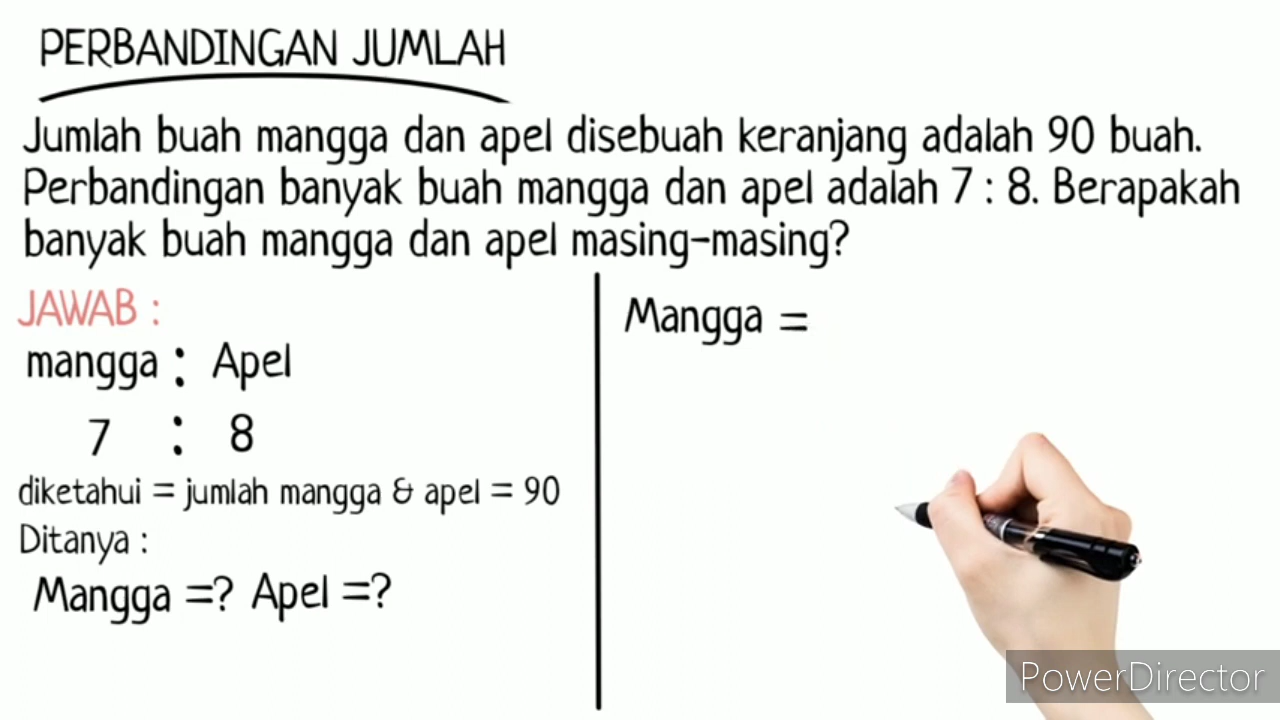 PERBANDINGAN JUMLAH
Jumlah buah mangga dan apel disebuah keranjang adalah 90 buah.
Perbandingan banyak buah mangga dan apel adalah 7 : 8. Berapakah
banyak buah mangga dan apel masing-masing?
JAWAB :
mangga : Apel
7 : 8
diketahui = jumlah mangga & apel = 90
Ditanya :
Mangga =? Apel =?
Mangga =
PowerDirector